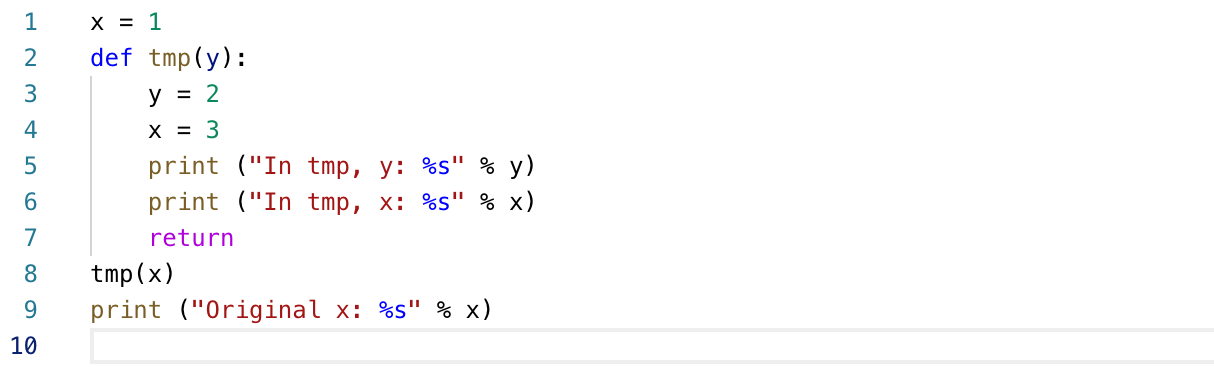 1 x = 1
2 def tmp(y):
3     y = 2
4     x = 3
5     print ("In tmp, y: %s" % y)
6     print ("In tmp, x: %s" % x)
7     return
8 tmp(x)
9 print ("Original x: %s" % x)
10